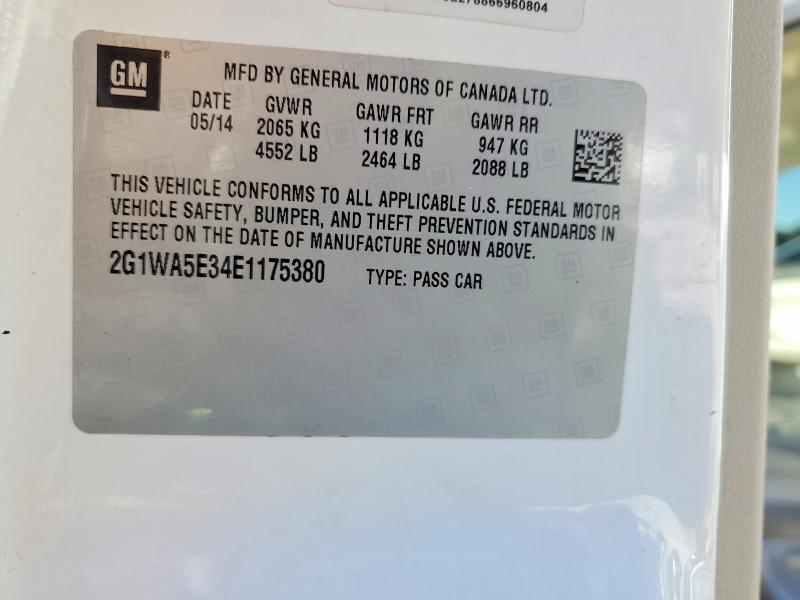 GM®
MFD BY GENERAL MOTORS OF CANADA LTD.
DATE GVWR GAWR FRT GAWR RR
05/14 2065 KG 1118 KG 947 KG
4552 LB 2464 LB 2088 LB
THIS VEHICLE CONFORMS TO ALL APPLICABLE U.S. FEDERAL MOTOR
VEHICLE SAFETY, BUMPER, AND THEFT PREVENTION STANDARDS IN
EFFECT ON THE DATE OF MANUFACTURE SHOWN ABOVE.
2G1WA5E34E1175380 TYPE: PASS CAR